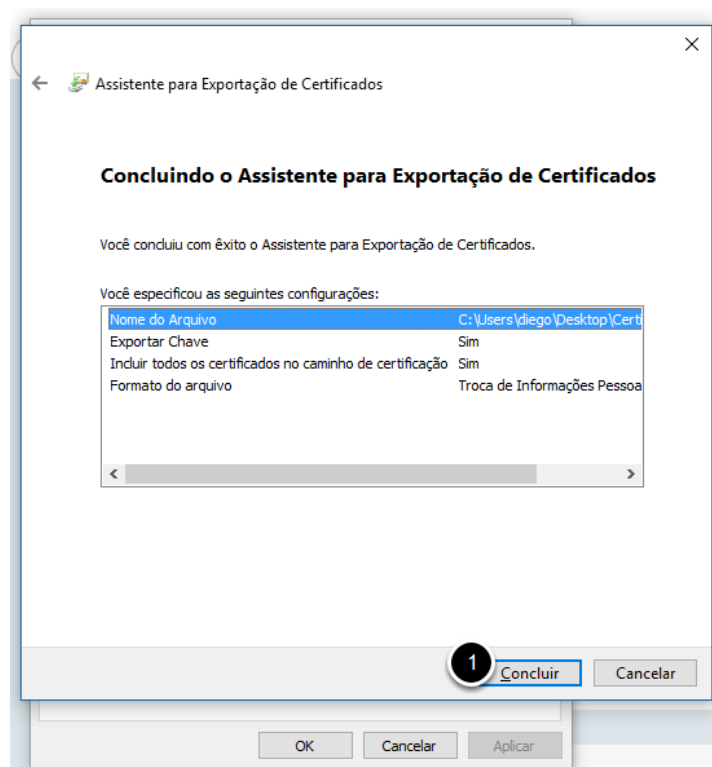 Assistente para Exportação de Certificados
Concluindo o Assistente para Exportação de Certificados
Você concluiu com êxito o Assistente para Exportação de Certificados.
Você especificou as seguintes configurações:
Nome do Arquivo C:\Users\diego\Desktop\Certi
Exportar Chave Sim
Incluir todos os certificados no caminho de certificação Sim
Formato do arquivo Troca de Informações Pessoa
1 Concluir Cancelar
OK Cancelar Aplicar